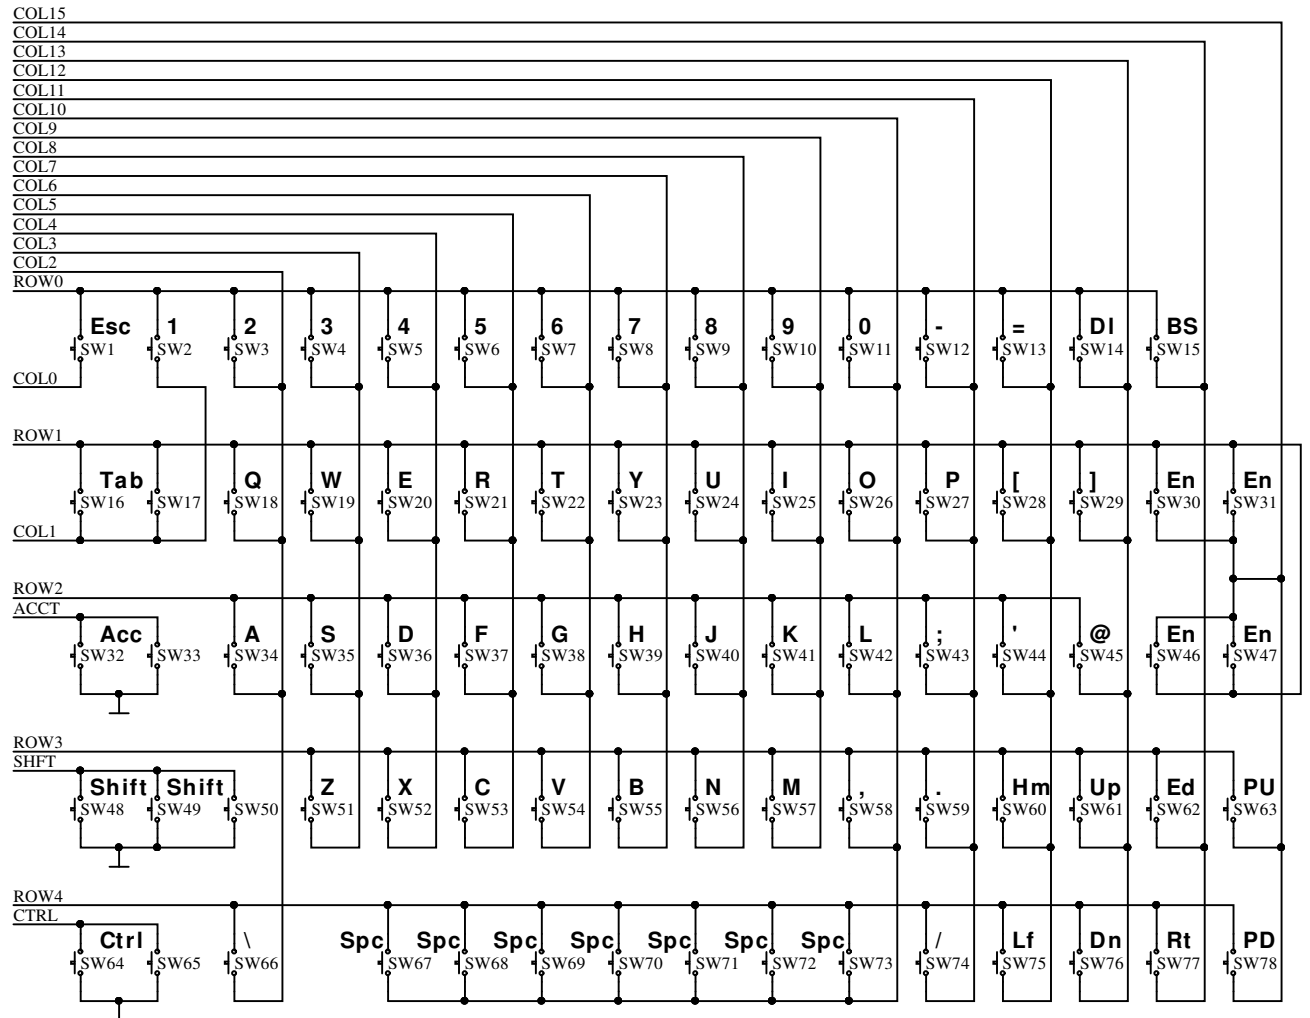 COL15
COL14
COL13
COL12
COL11
COL10
COL9
COL8
COL7
COL6
COL5
COL4
COL3
COL2
ROW0
Esc 1 2 3 4 5 6 7 8 9 0 - = Dl BS
SW1 SW2 SW3 SW4 SW5 SW6 SW7 SW8 SW9 SW10 SW11 SW12 SW13 SW14 SW15
COL0
ROW1
Tab Q W E R T Y U I O P [ ] En En
SW16 SW17 SW18 SW19 SW20 SW21 SW22 SW23 SW24 SW25 SW26 SW27 SW28 SW29 SW30 SW31
COL1
ROW2
ACCT
Acc A S D F G H J K L ; ' @ En En
SW32 SW33 SW34 SW35 SW36 SW37 SW38 SW39 SW40 SW41 SW42 SW43 SW44 SW45 SW46 SW47
ROW3
SHFT
Shift Shift Z X C V B N M , . Hm Up Ed PU
SW48 SW49 SW50 SW51 SW52 SW53 SW54 SW55 SW56 SW57 SW58 SW59 SW60 SW61 SW62 SW63
ROW4
CTRL
Ctrl \ Spc Spc Spc Spc Spc Spc Spc / Lf Dn Rt PD
SW64 SW65 SW66 SW67 SW68 SW69 SW70 SW71 SW72 SW73 SW74 SW75 SW76 SW77 SW78